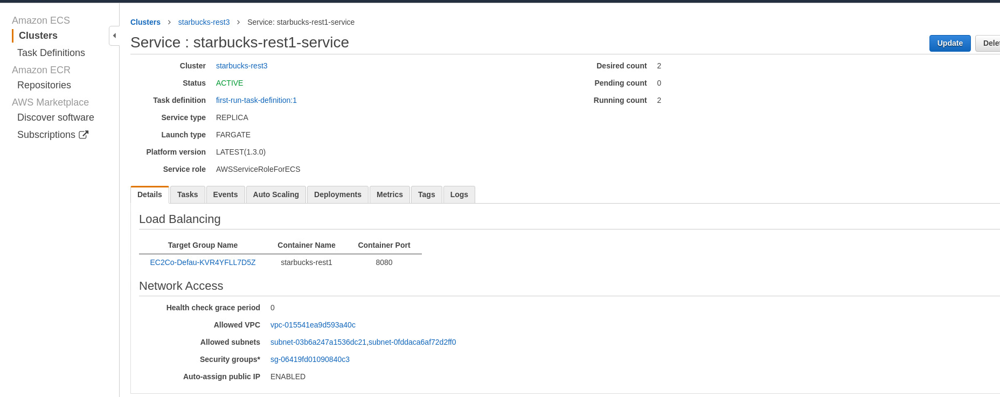 Amazon ECS
Clusters
Task Definitions
Amazon ECR
Repositories
AWS Marketplace
Discover software
Subscriptions
Clusters > starbucks-rest3 > Service: starbucks-rest1-service
Service : starbucks-rest1-service
Update Delet
Cluster starbucks-rest3
Status ACTIVE
Task definition first-run-task-definition:1
Service type REPLICA
Launch type FARGATE
Platform version LATEST(1.3.0)
Service role AWSServiceRoleForECS
Desired count 2
Pending count 0
Running count 2
Details Tasks Events Auto Scaling Deployments Metrics Tags Logs
Load Balancing
Target Group Name Container Name Container Port
EC2Co-Defau-KVR4YFLL7D5Z starbucks-rest1 8080
Network Access
Health check grace period 0
Allowed VPC vpc-015541ea9d593a40c
Allowed subnets subnet-03b6a247a1536dc21,subnet-0fddaca6af72d2ff0
Security groups* sg-06419fd01090840c3
Auto-assign public IP ENABLED